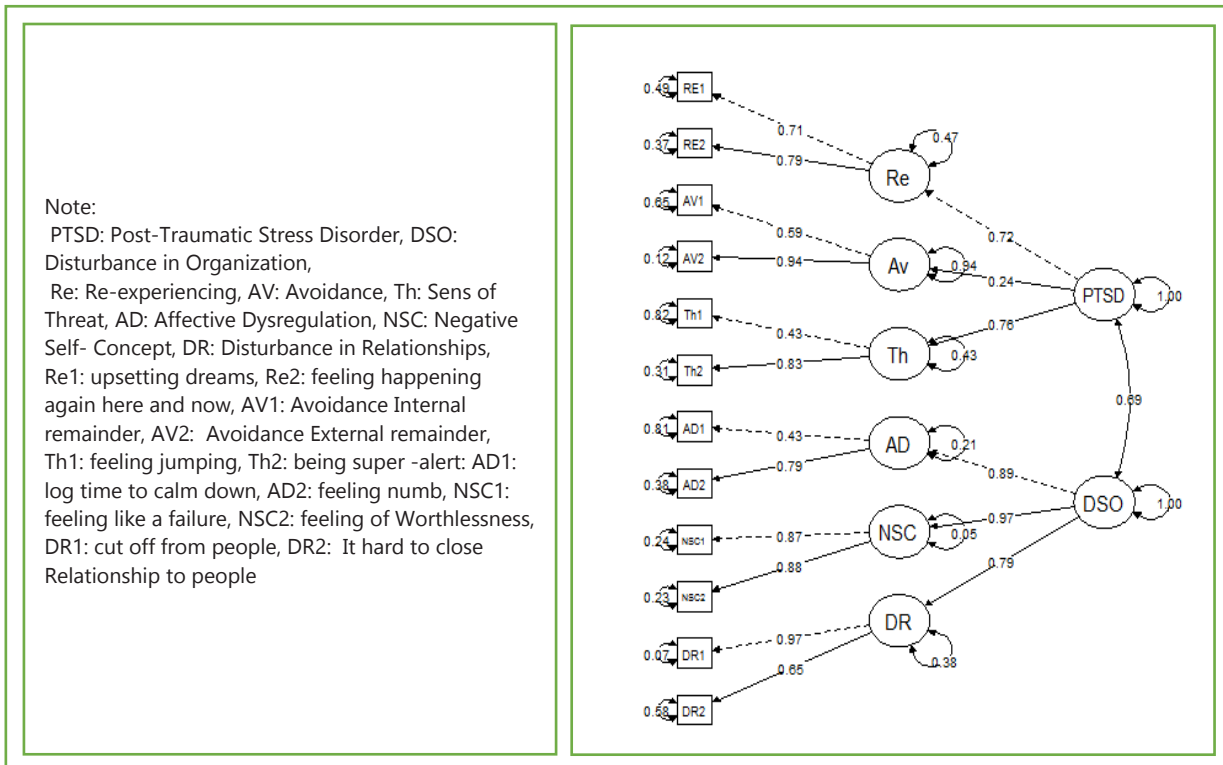 Note:
PTSD: Post-Traumatic Stress Disorder, DSO:
Disturbance in Organization,
Re: Re-experiencing, AV: Avoidance, Th: Sens of
Threat, AD: Affective Dysregulation, NSC: Negative
Self- Concept, DR: Disturbance in Relationships,
Re1: upsetting dreams, Re2: feeling happening
again here and now, AV1: Avoidance Internal
remainder, AV2: Avoidance External remainder,
Th1: feeling jumping, Th2: being super -alert: AD1:
log time to calm down, AD2: feeling numb, NSC1:
feeling like a failure, NSC2: feeling of Worthlessness,
DR1: cut off from people, DR2: It hard to close
Relationship to people
0.49 RE1
0.71
0.47
0.37 RE2
0.79
Re
0.65 AV1
0.59
0.72
0.12 AV2
0.94
Av
0.94
0.24
PTSD
1.00
0.82 Th1
0.43
0.76
Th
0.43
0.31 Th2
0.83
0.69
0.81 AD1
0.43
AD
0.21
0.38 AD2
0.79
0.89
DSO
1.00
0.24 NSC1
0.87
NSC
0.97
0.05
0.23 NSC2
0.88
0.79
DR
0.07 DR1
0.97
0.38
0.58 DR2
0.65